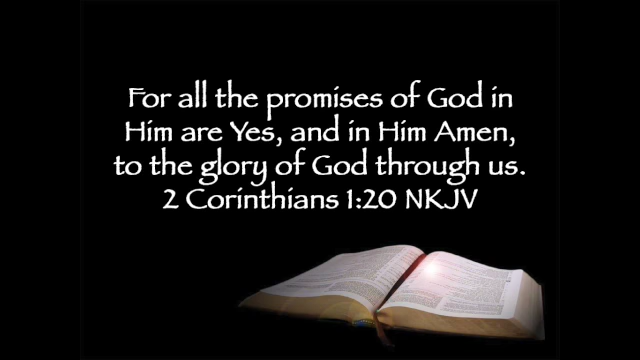 For all the promises of God in
Him are Yes, and in Him Amen,
to the glory of God through us.
2 Corinthians 1:20 NKJV